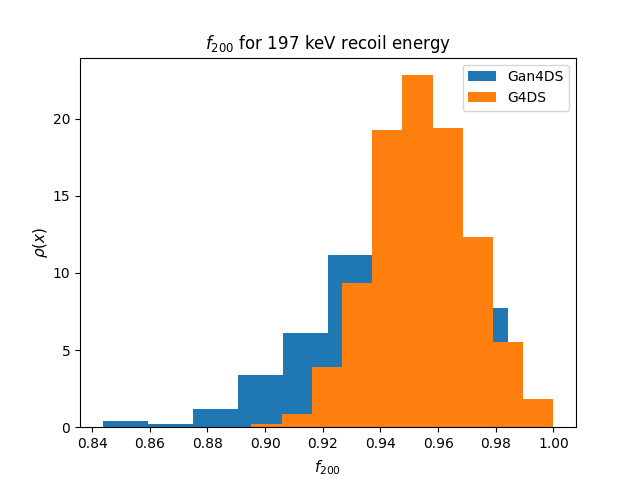 f₂₀₀ for 197 keV recoil energy
Gan4DS
G4DS
ρ(x)
20
15
10
5
0
0.84 0.86 0.88 0.90 0.92 0.94 0.96 0.98 1.00
f₂₀₀